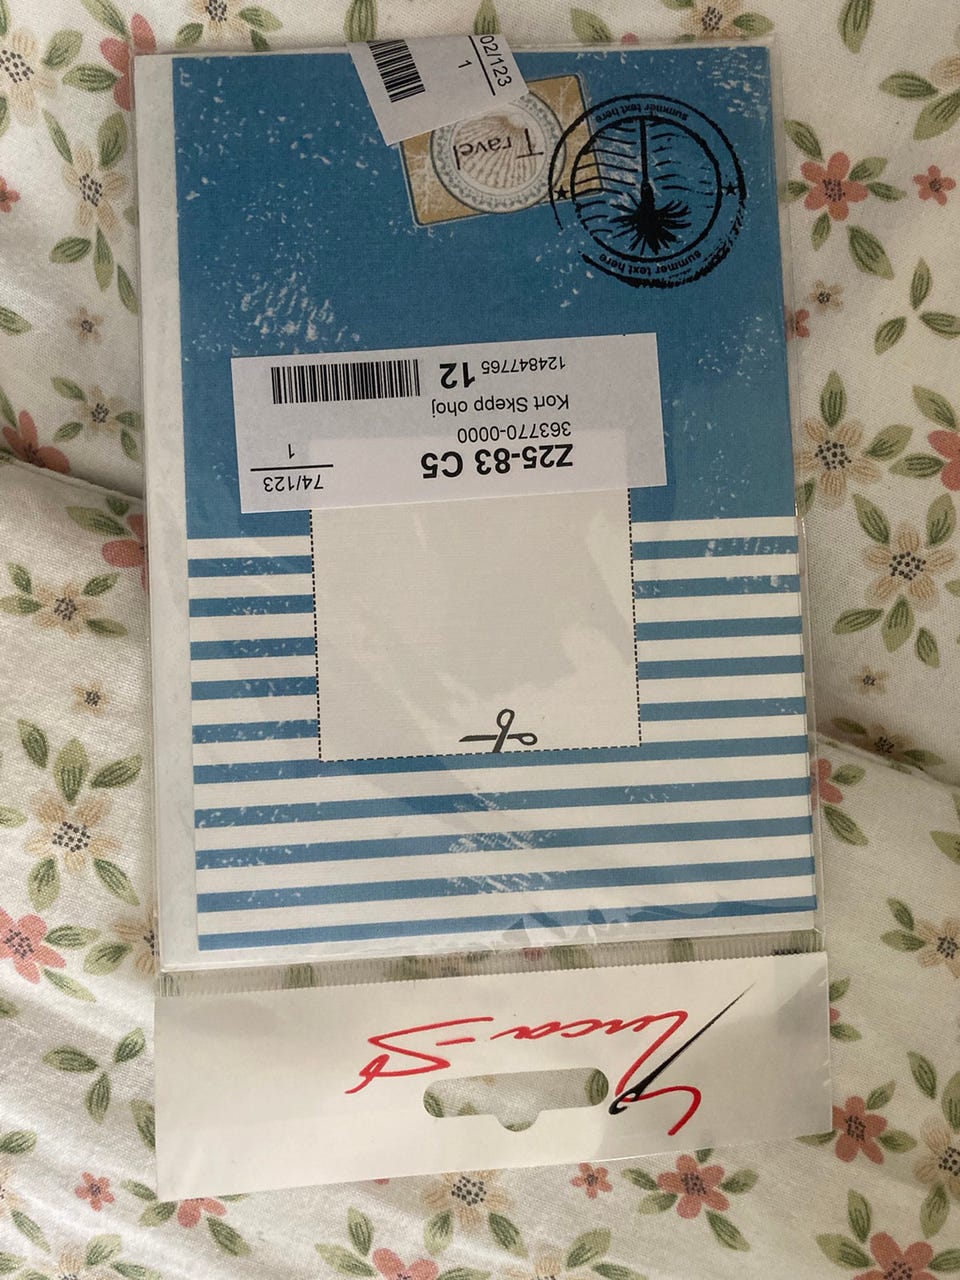 Luca-S
Z25-83 C5
363770-0000
Kort Skepp ohoj
124847765 12
74/123
1
summer text here
summer text here
Travel
02/123
1